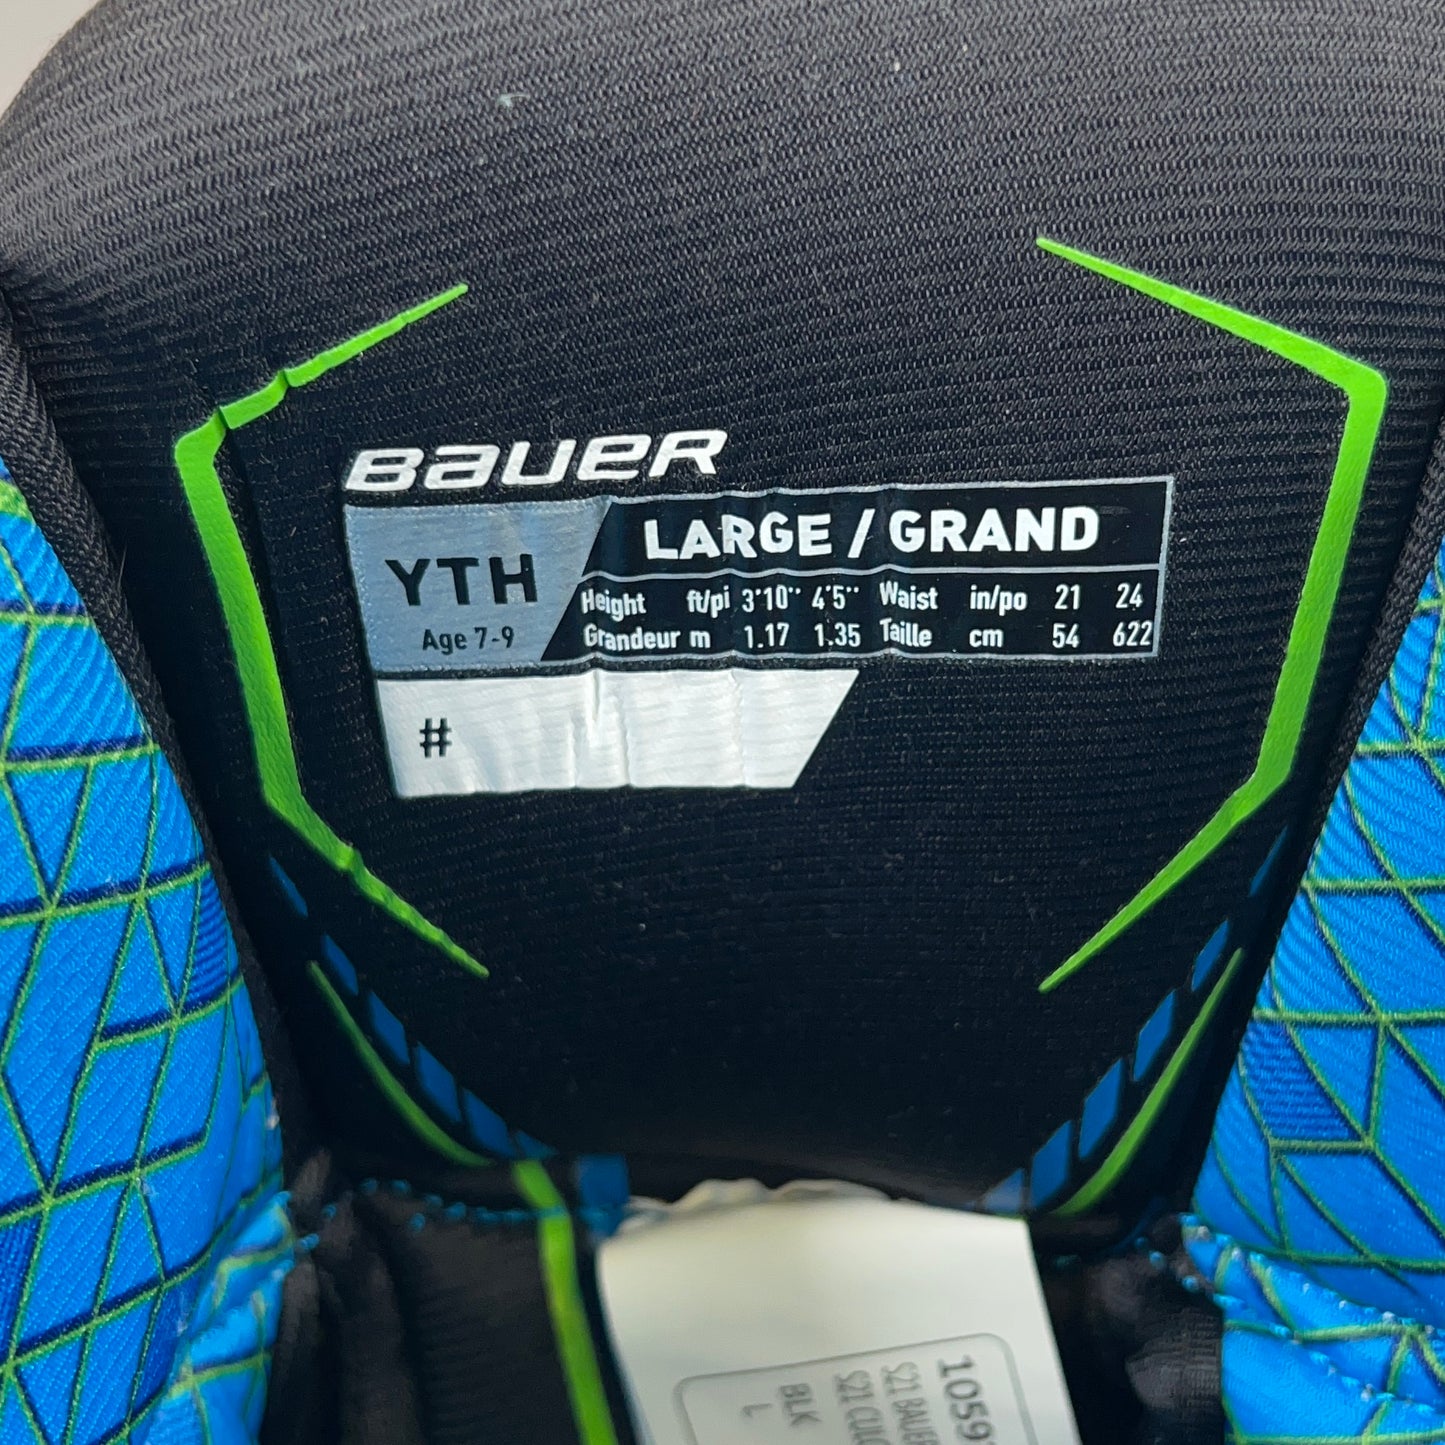 BAUER
LARGE / GRAND
YTH
Age 7-9
Height ft/pi 3'10'' 4'5'' Waist in/po 21 24
Grandeur m 1.17 1.35 Taille cm 54 622
#
1059
S21 BAUER
S21 CULO
BLK
L